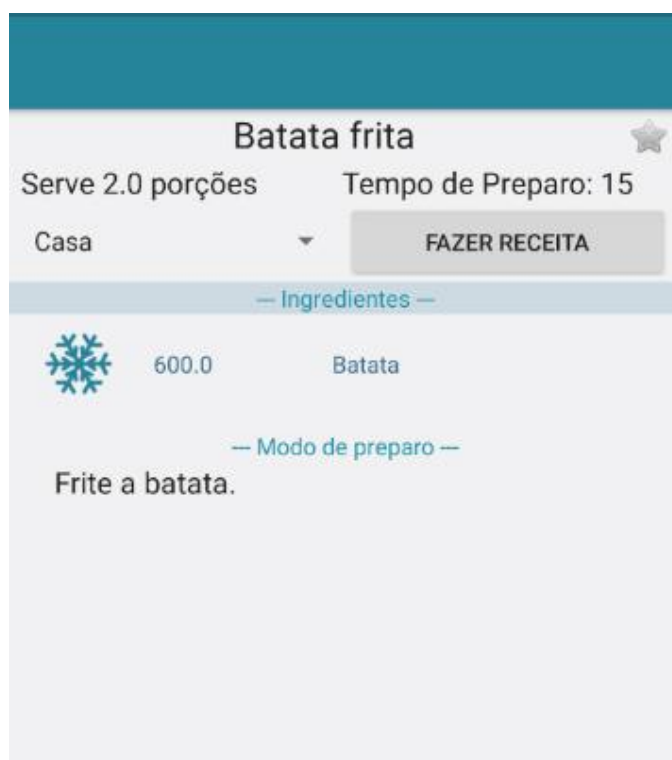 Batata frita
Serve 2.0 porções Tempo de Preparo: 15
Casa FAZER RECEITA
--- Ingredientes ---
600.0 Batata
--- Modo de preparo ---
Frite a batata.